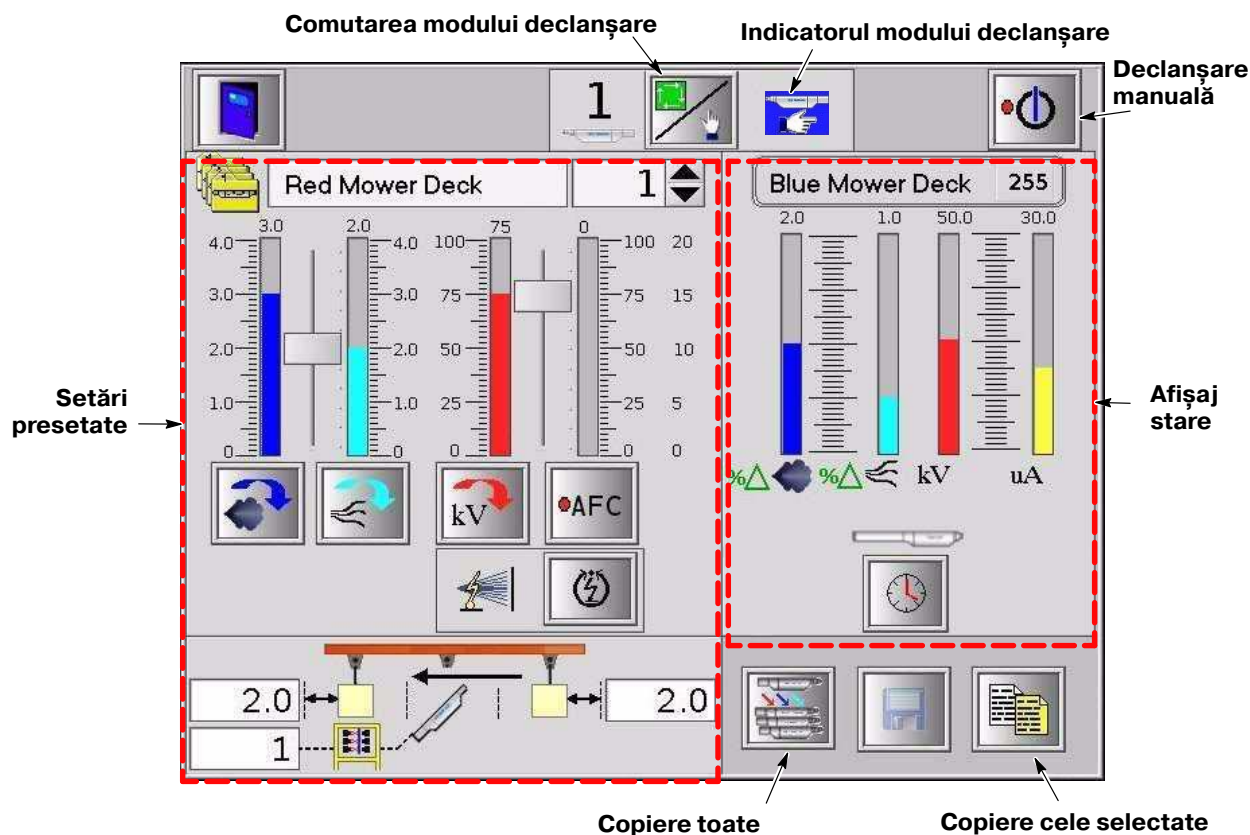 Comutarea modului declanșare
Indicatorul modului declanșare
Declanșare
manuală
1
Red Mower Deck 1
Blue Mower Deck 255
3.0 2.0 75 0
2.0 1.0 50.0 30.0
4.0 4.0 100 100 20
3.0 3.0 75 75 15
2.0 2.0 50 50 10
1.0 1.0 25 25 5
0 0 0 0 0
Setări
presetate
Afișaj
stare
%△ %△ kV uA
kV AFC
2.0 2.0
1
Copiere toate
Copiere cele selectate